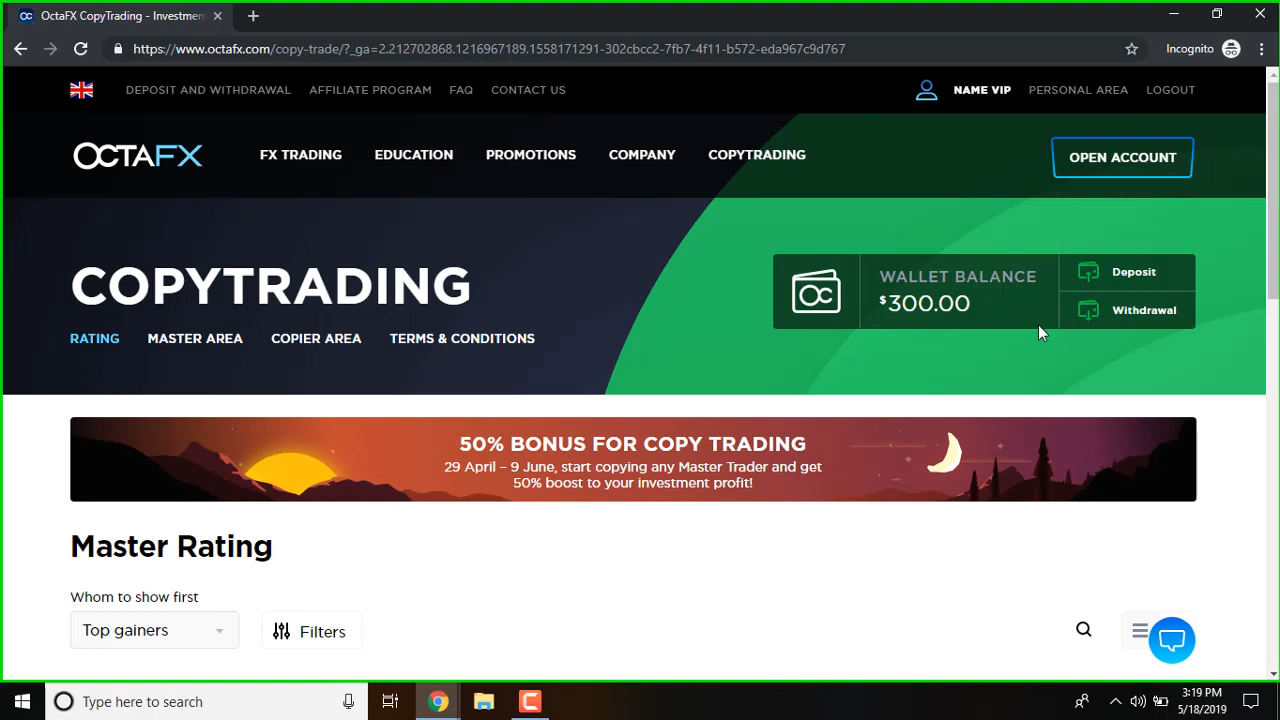 OctaFX CopyTrading - Investmen
https://www.octafx.com/copy-trade/?_ga=2.212702868.1216967189.1558171291-302cbcc2-7fb7-4f11-b572-eda967c9d767
Incognito
DEPOSIT AND WITHDRAWAL AFFILIATE PROGRAM FAQ CONTACT US
NAME VIP PERSONAL AREA LOGOUT
OCTAFX
FX TRADING EDUCATION PROMOTIONS COMPANY COPYTRADING
OPEN ACCOUNT
COPYTRADING
WALLET BALANCE
$300.00
Deposit
Withdrawal
RATING MASTER AREA COPIER AREA TERMS & CONDITIONS
50% BONUS FOR COPY TRADING
29 April – 9 June, start copying any Master Trader and get
50% boost to your investment profit!
Master Rating
Whom to show first
Top gainers
Filters
Type here to search
3:19 PM
5/18/2019